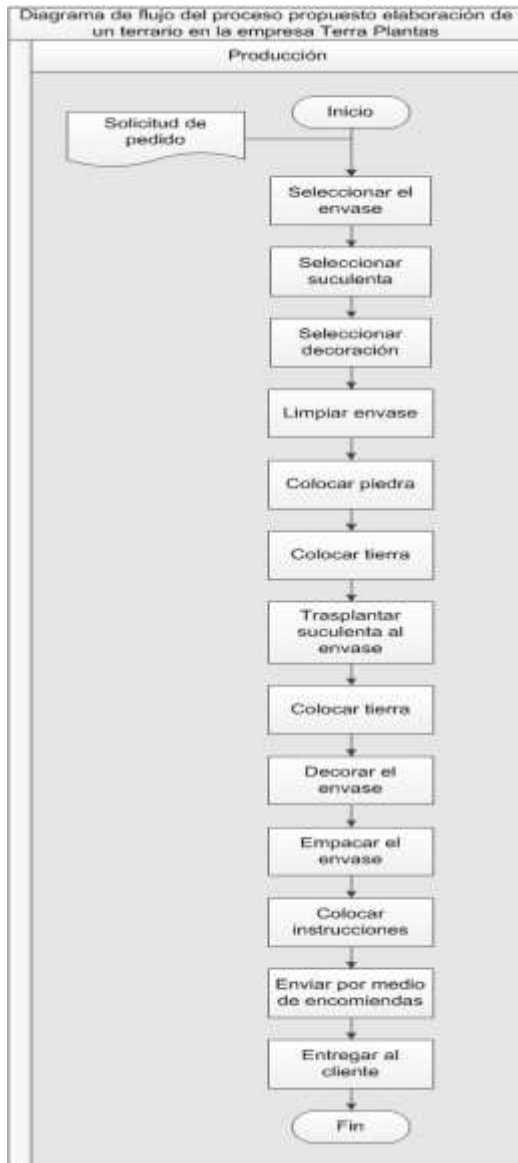 Diagrama de flujo del proceso propuesto elaboración de
un terrario en la empresa Terra Plantas
Producción
Inicio
Solicitud de
pedido
Seleccionar el
envase
Seleccionar
suculenta
Seleccionar
decoración
Limpiar envase
Colocar piedra
Colocar tierra
Trasplantar
suculenta al
envase
Colocar tierra
Decorar el
envase
Empacar el
envase
Colocar
instrucciones
Enviar por medio
de encomiendas
Entregar al
cliente
Fin